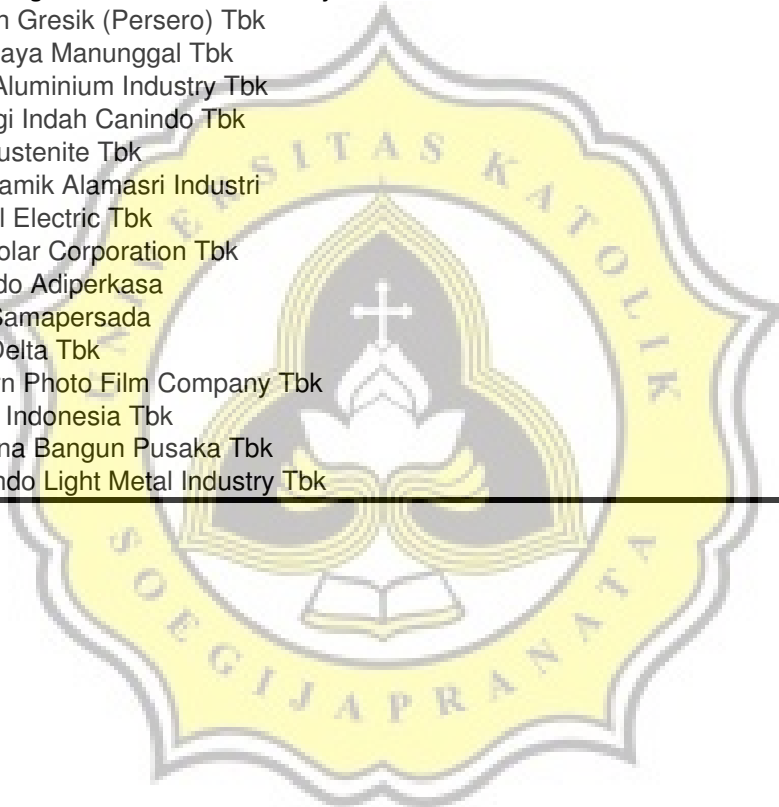 n Gresik (Persero) Tbk
aya Manunggal Tbk
Aluminium Industry Tbk
gi Indah Canindo Tbk
ustenite Tbk
amik Alamasri Industri
l Electric Tbk
olar Corporation Tbk
do Adiperkasa
Samapersada
Delta Tbk
rn Photo Film Company Tbk
Indonesia Tbk
na Bangun Pusaka Tbk
ndo Light Metal Industry Tbk
UNIVERSITAS KATOLIK
SOEGIJAPRANATA